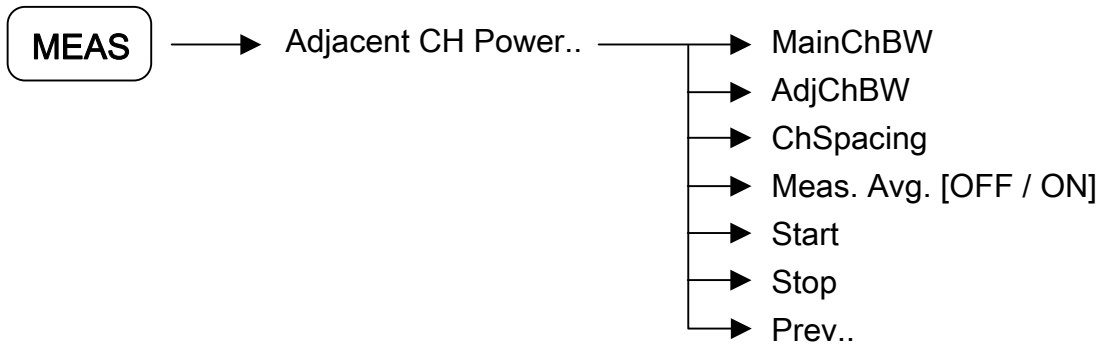 MEAS
Adjacent CH Power..
MainChBW
AdjChBW
ChSpacing
Meas. Avg. [OFF / ON]
Start
Stop
Prev..